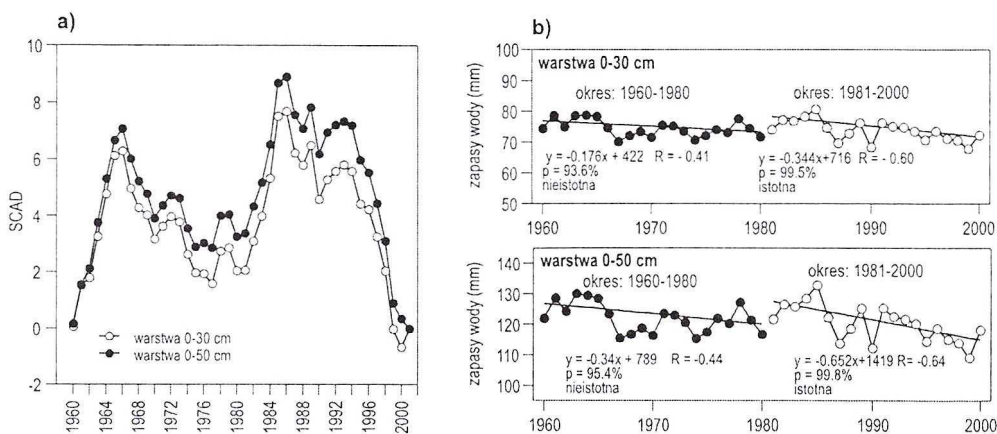 a)
10
8
6
4
2
0
-2
SCAD
warstwa 0-30 cm
warstwa 0-50 cm
1960
1964
1968
1972
1976
1980
1984
1988
1992
1996
2000
b)
100
90
80
70
60
50
zapasy wody (mm)
warstwa 0-30 cm
okres: 1960-1980
okres: 1981-2000
y = -0.176x + 422 R = - 0.41
p = 93.6%
nieistotna
y = -0.344x+716 R = - 0.60
p = 99.5%
istotna
1960 1970 1980 1990 2000
140
130
120
110
100
zapasy wody (mm)
warstwa 0-50 cm
okres: 1960-1980
okres: 1981-2000
y = -0.34x + 789 R = -0.44
p = 95.4%
nieistotna
y = -0.652x+1419 R= -0.64
p = 99.8%
istotna
1960 1970 1980 1990 2000